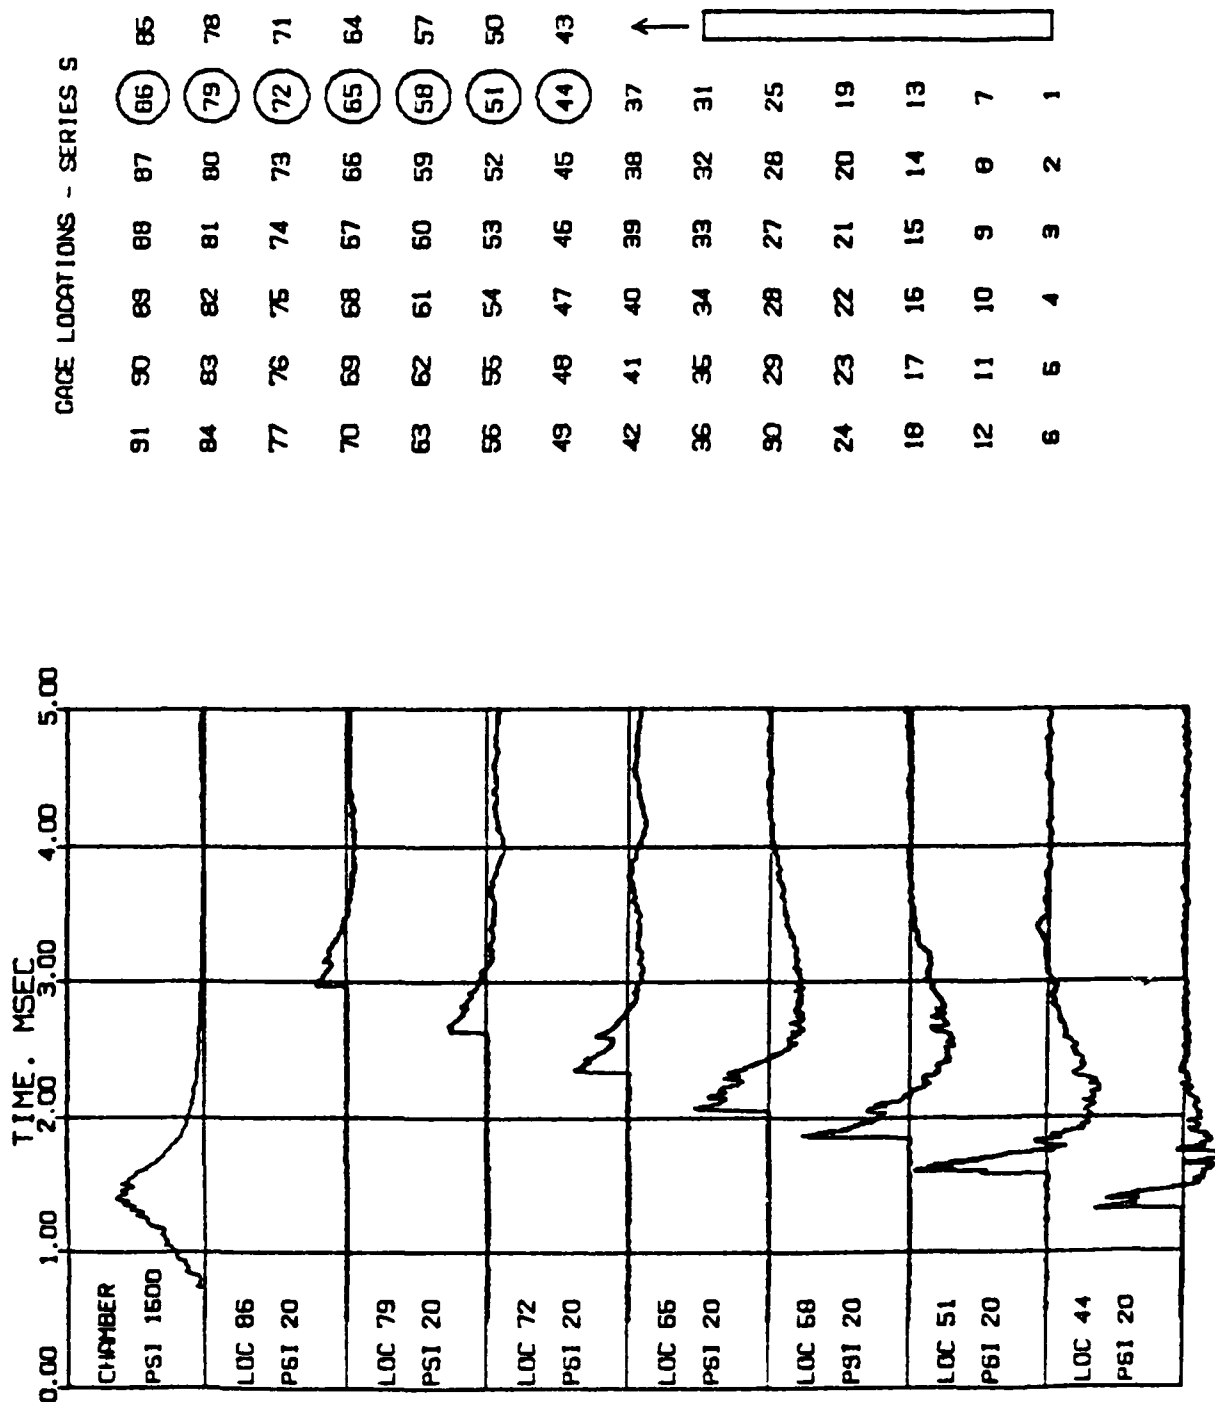 TIME. MSEC
0.00 1.00 2.00 3.00 4.00 5.00
CHAMBER
PSI 1500
LOC 86
PSI 20
LOC 79
PSI 20
LOC 72
PSI 20
LOC 65
PSI 20
LOC 58
PSI 20
LOC 51
PSI 20
LOC 44
PSI 20
GAGE LOCATIONS - SERIES S
91 90 89 88 87 86 85
84 83 82 81 80 79 78
77 76 75 74 73 72 71
70 69 68 67 66 65 64
63 62 61 60 59 58 57
56 55 54 53 52 51 50
49 48 47 46 45 44 43
42 41 40 39 38 37
36 35 34 33 32 31
30 29 28 27 26 25
24 23 22 21 20 19
18 17 16 15 14 13
12 11 10 9 8 7
6 5 4 3 2 1